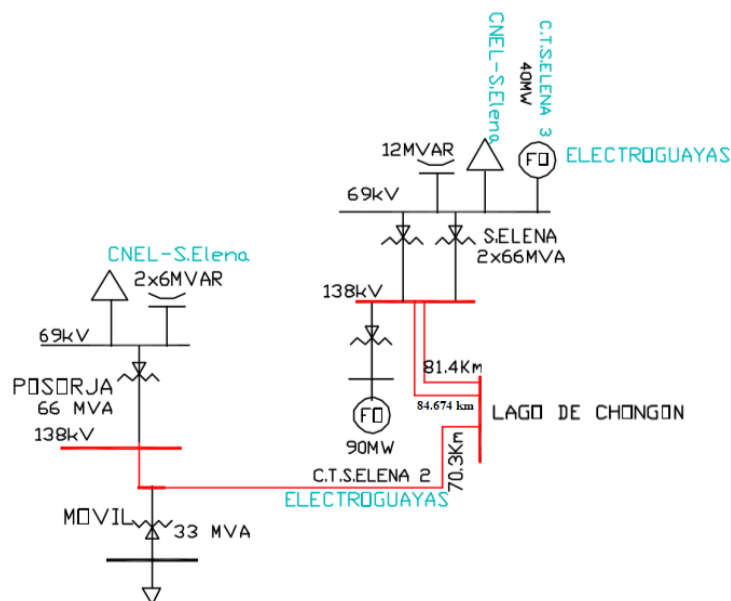 C.T.S.ELENA 3
40MW
CNEL-S.Elena
12MVAR
FO
ELECTROGUAYAS
69kV
S.ELENA
2x66MVA
CNEL-S.Elena
2x6MVAR
138kV
69kV
81.4Km
POSORJA
66 MVA
84.674 km
LAGO DE CHONGON
FO
138kV
90MW
70.3Km
C.T.S.ELENA 2
ELECTROGUAYAS
MOVIL
33 MVA